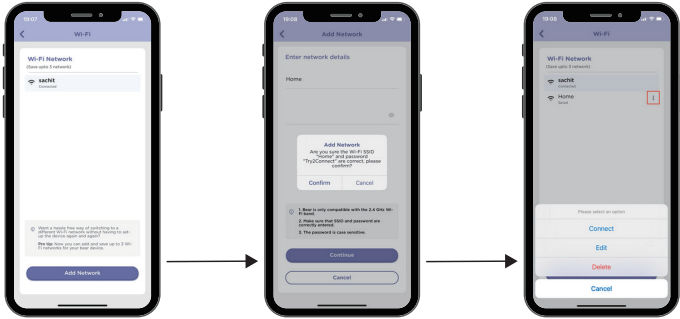 19:07
Wi-Fi
Wi-Fi Network
(Save upto 3 network)
sachit
Connected
Want a hassle free way of switching to a
different Wi-Fi network without having to set-
up the device again and again?
Pro tip: Now you can add and save up to 3 Wi-
Fi networks for your bear device.
Add Network
19:08
Add Network
Enter network details
Home
Add Network
Are you sure the Wi-Fi SSID
"Home" and password
"Try2Connect" are correct, please
confirm?
Confirm
Cancel
1. Bear is only compatible with the 2.4 GHz Wi-
Fi band.
2. Make sure that SSID and password are
correctly entered.
3. The password is case sensitive.
Continue
Cancel
19:08
Wi-Fi
Wi-Fi Network
(Save upto 3 network)
sachit
Connected
Home
Saved
Please select an option
Connect
Edit
Delete
Cancel